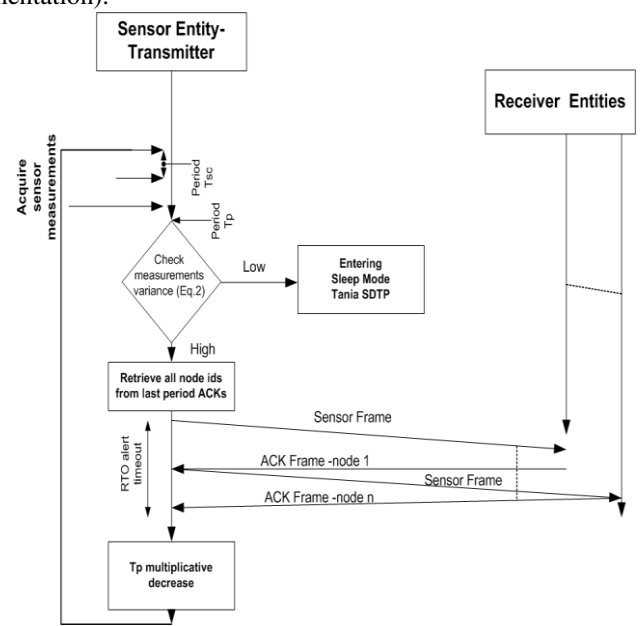 nentation).
Sensor Entity-
Transmitter
Receiver Entities
Acquire
sensor
measurements
Period
Tsc
Period
Tp
Check
measurements
variance (Eq.2)
Low
Entering
Sleep Mode
Tania SDTP
High
Retrieve all node ids
from last period ACKs
Sensor Frame
RTO alert
timeout
ACK Frame -node 1
Sensor Frame
ACK Frame -node n
Tp multiplicative
decrease